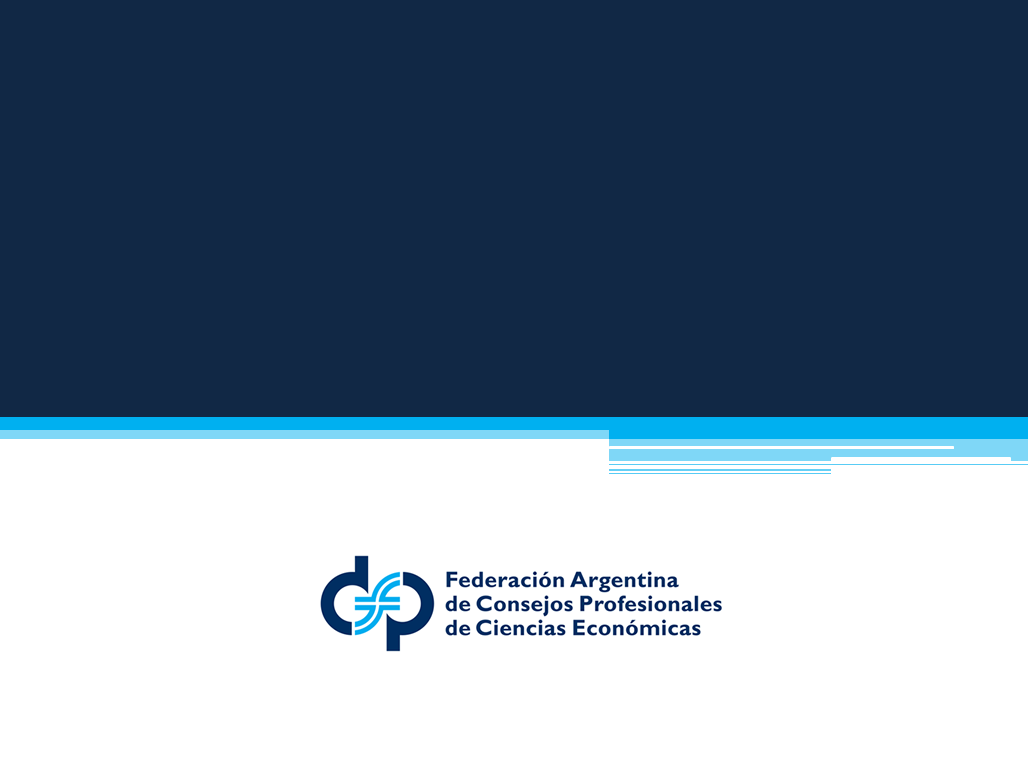 Federación Argentina
de Consejos Profesionales
de Ciencias Económicas